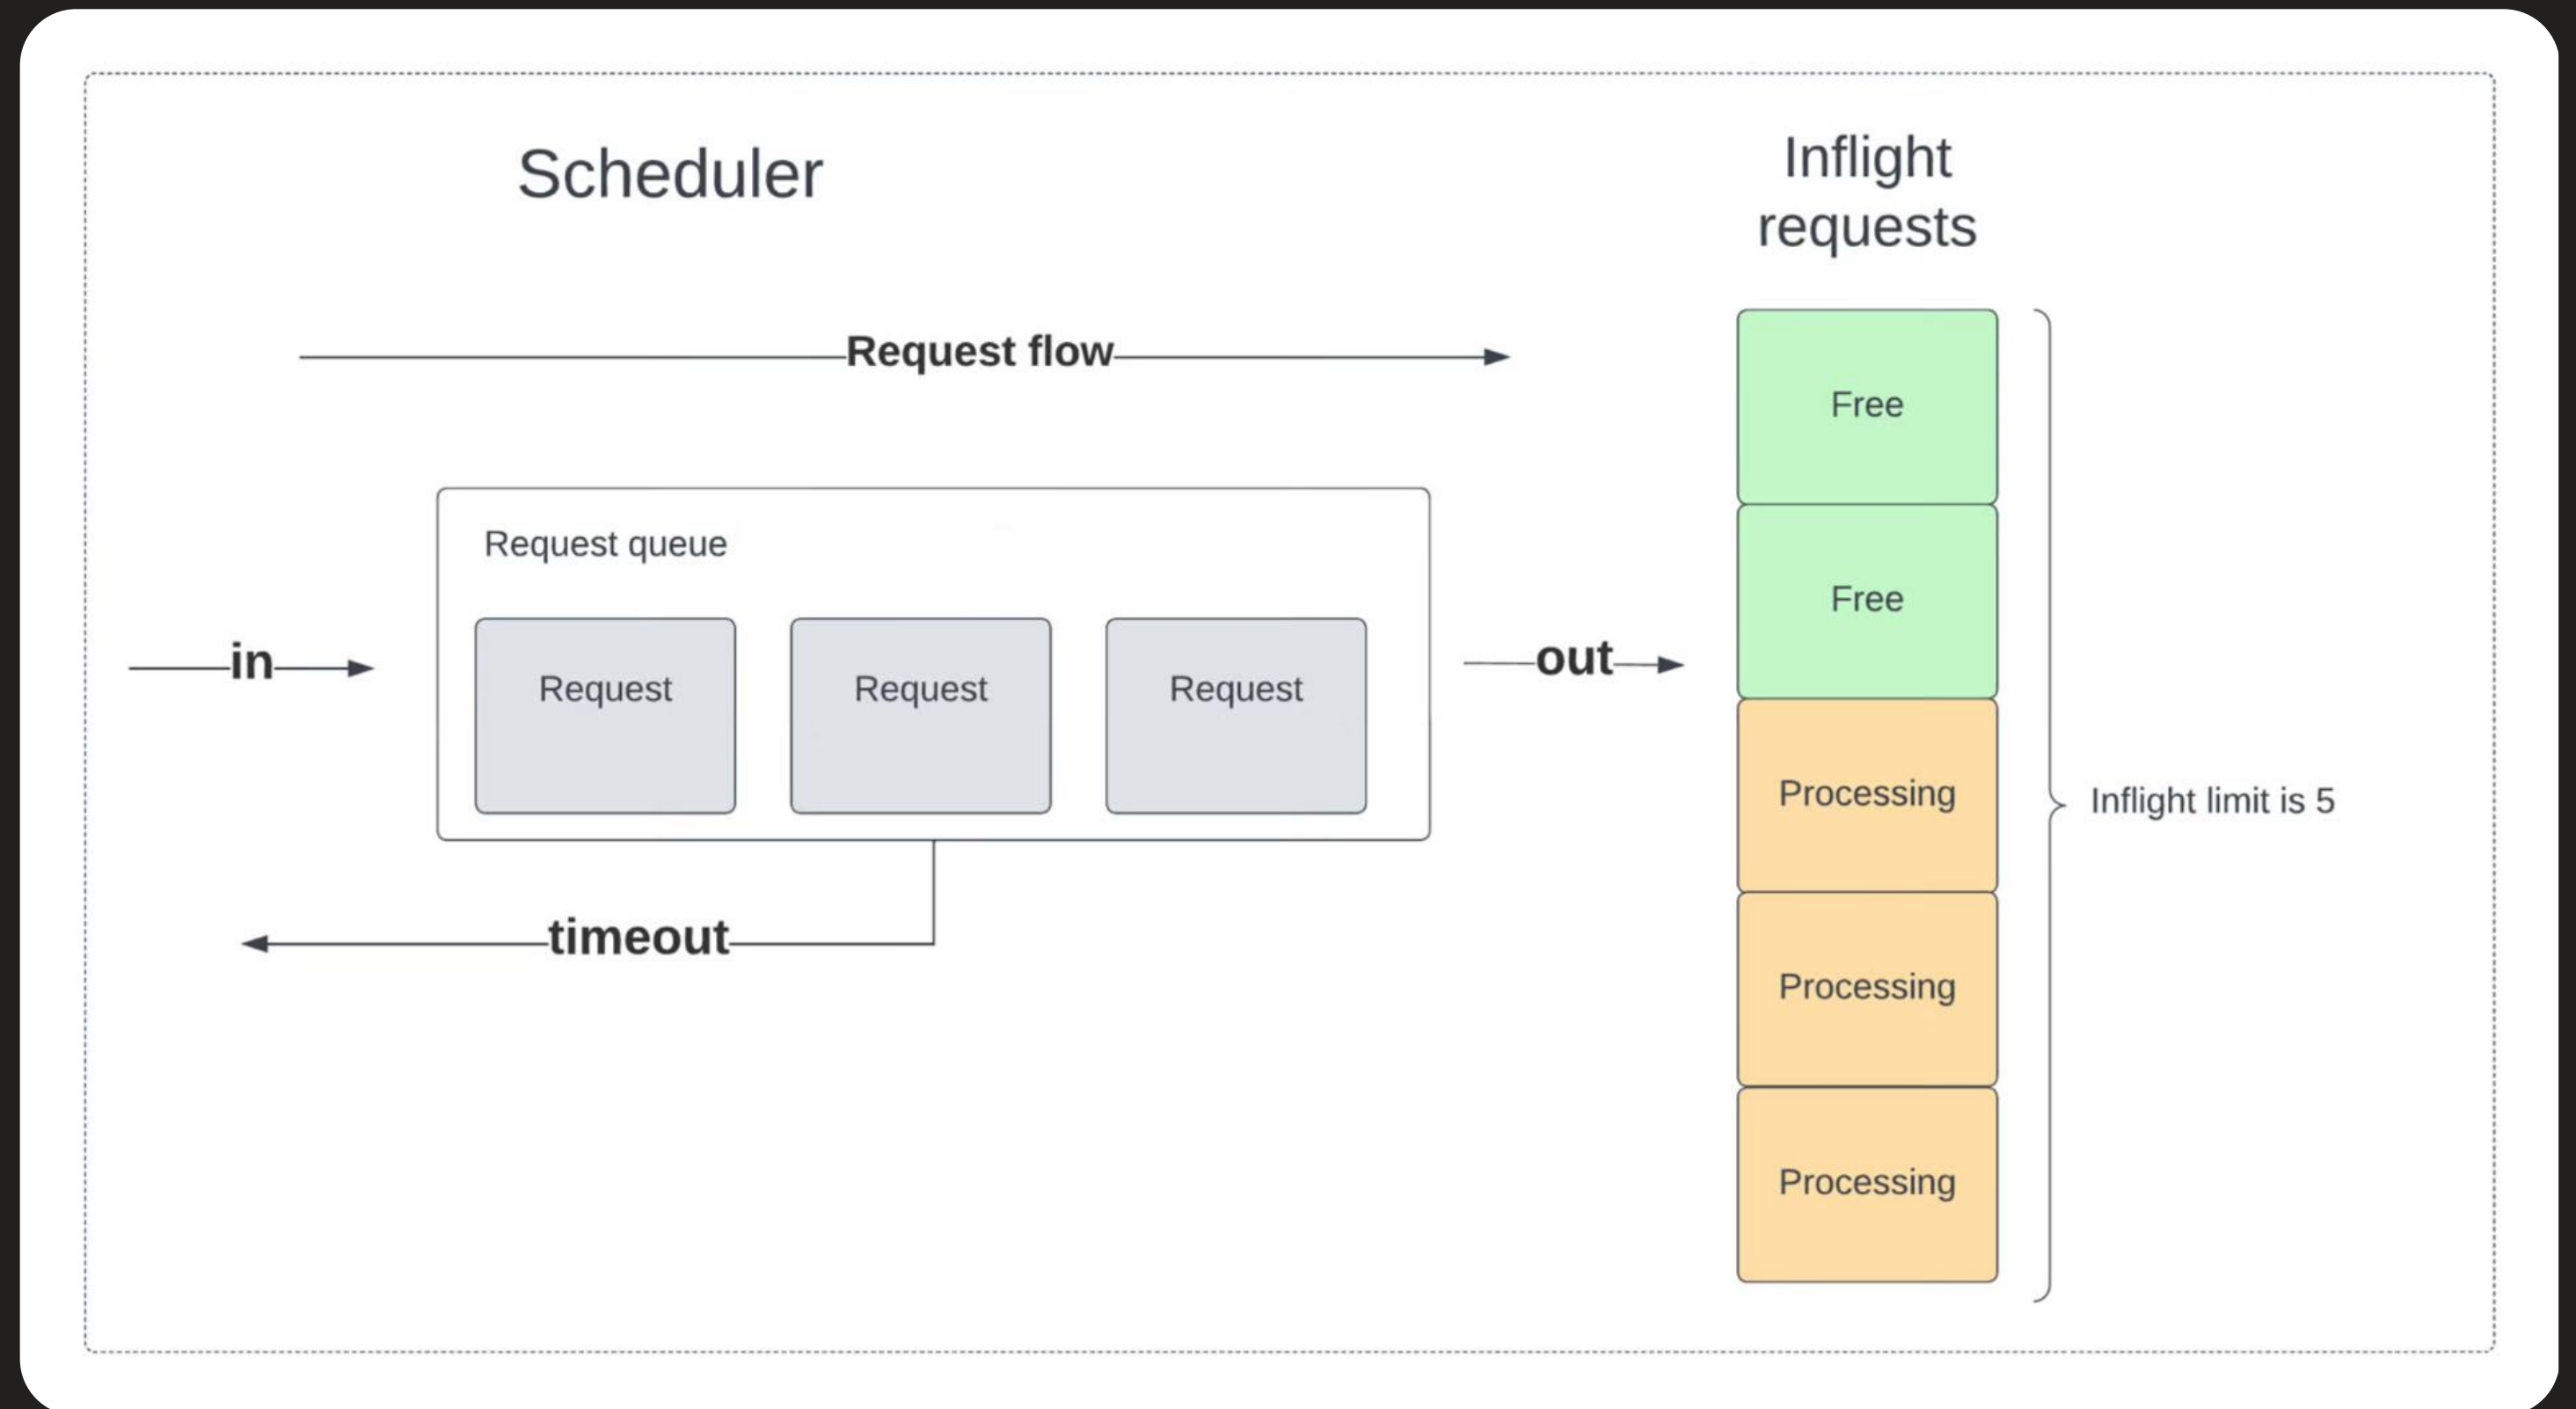 Scheduler
Inflight
requests
Request flow
Free
Free
Request queue
in
Request
Request
Request
out
Processing
Inflight limit is 5
timeout
Processing
Processing